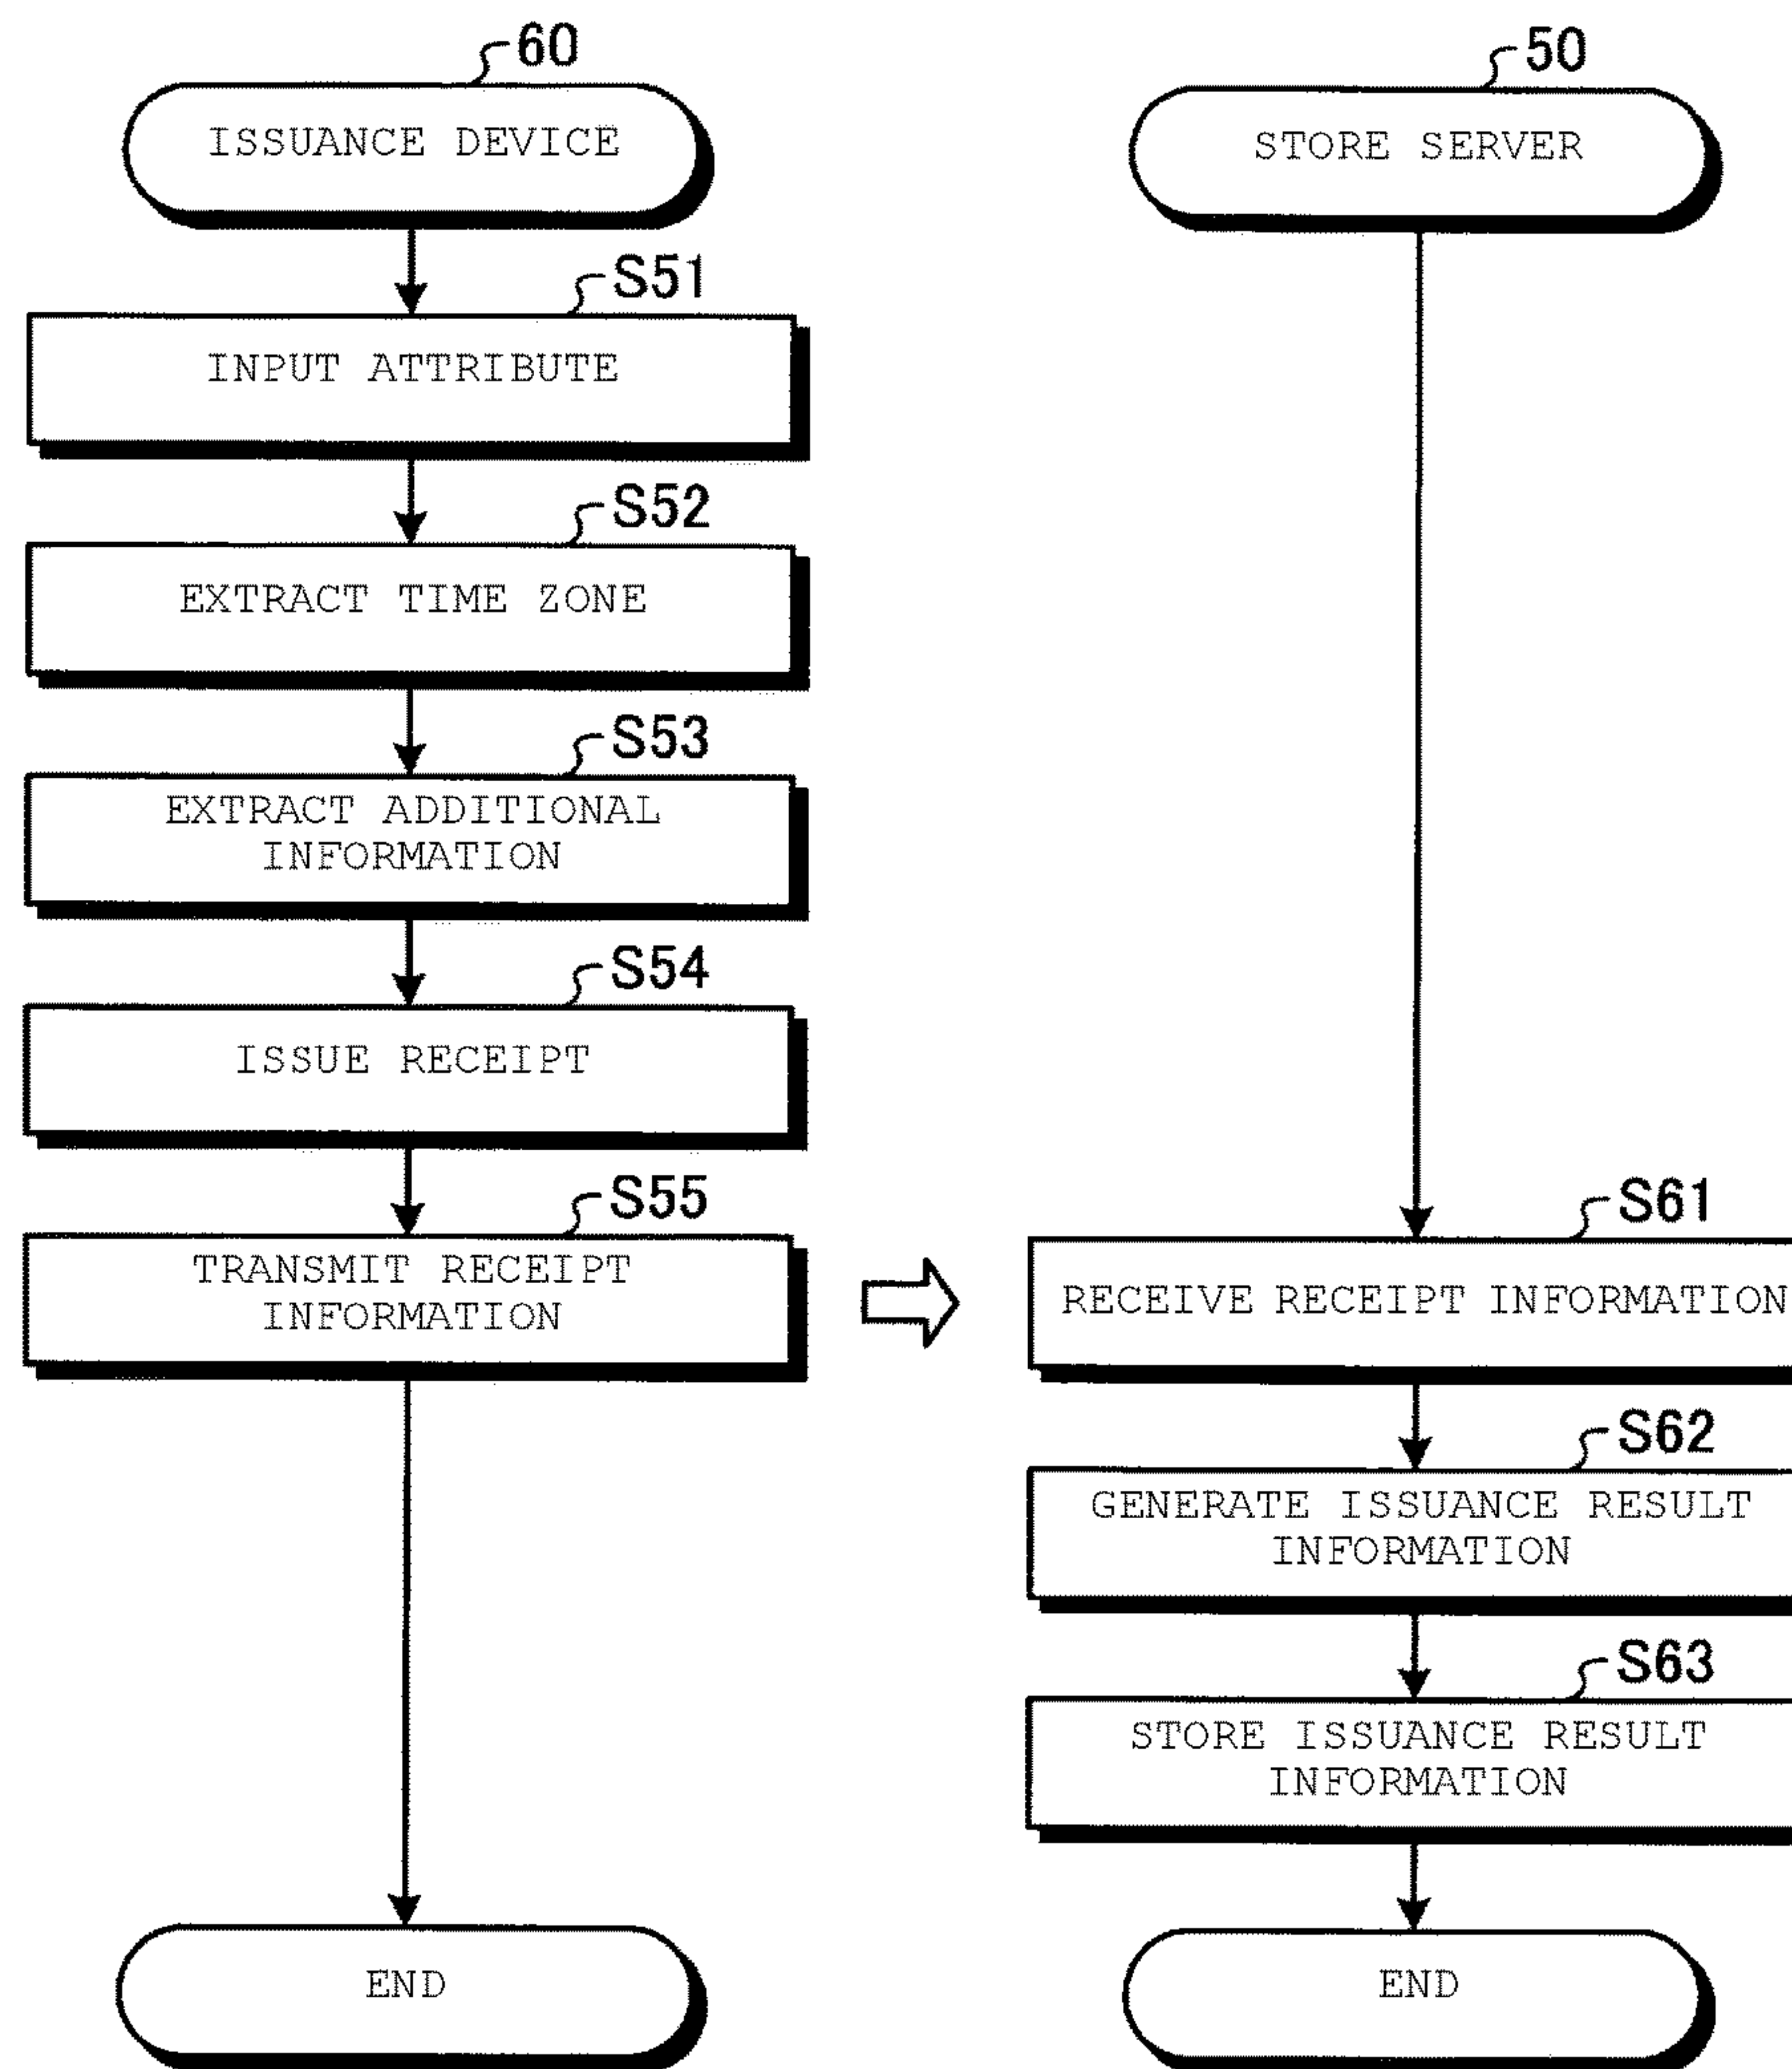 60
ISSUANCE DEVICE
S51
INPUT ATTRIBUTE
S52
EXTRACT TIME ZONE
S53
EXTRACT ADDITIONAL
INFORMATION
S54
ISSUE RECEIPT
S55
TRANSMIT RECEIPT
INFORMATION
END
50
STORE SERVER
S61
RECEIVE RECEIPT INFORMATION
S62
GENERATE ISSUANCE RESULT
INFORMATION
S63
STORE ISSUANCE RESULT
INFORMATION
END